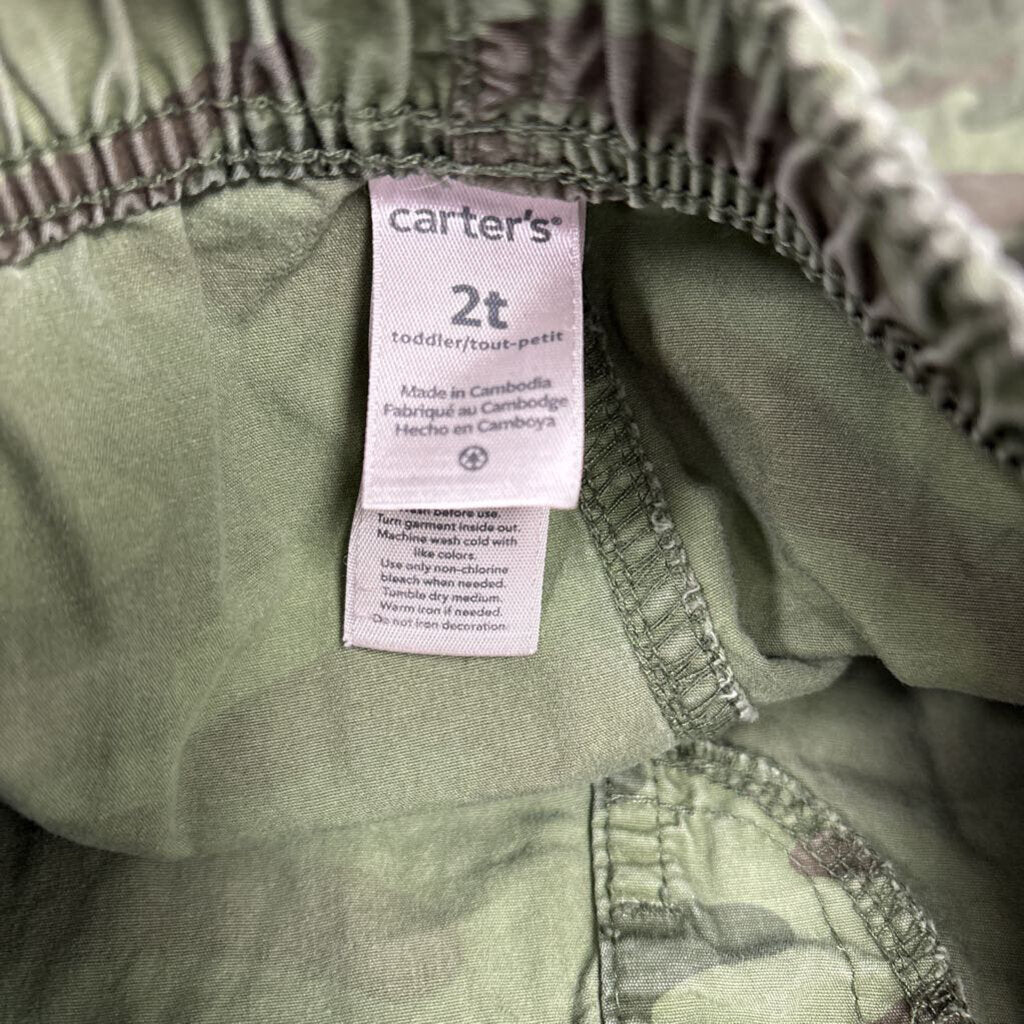 carter's®
2t
toddler/tout-petit
Made in Cambodia
Fabriqué au Cambodge
Hecho en Camboya
before use.
Turn garment inside out.
Machine wash cold with
like colors.
Use only non-chlorine
bleach when needed.
Tumble dry medium.
Warm iron if needed.
Do not iron decoration.